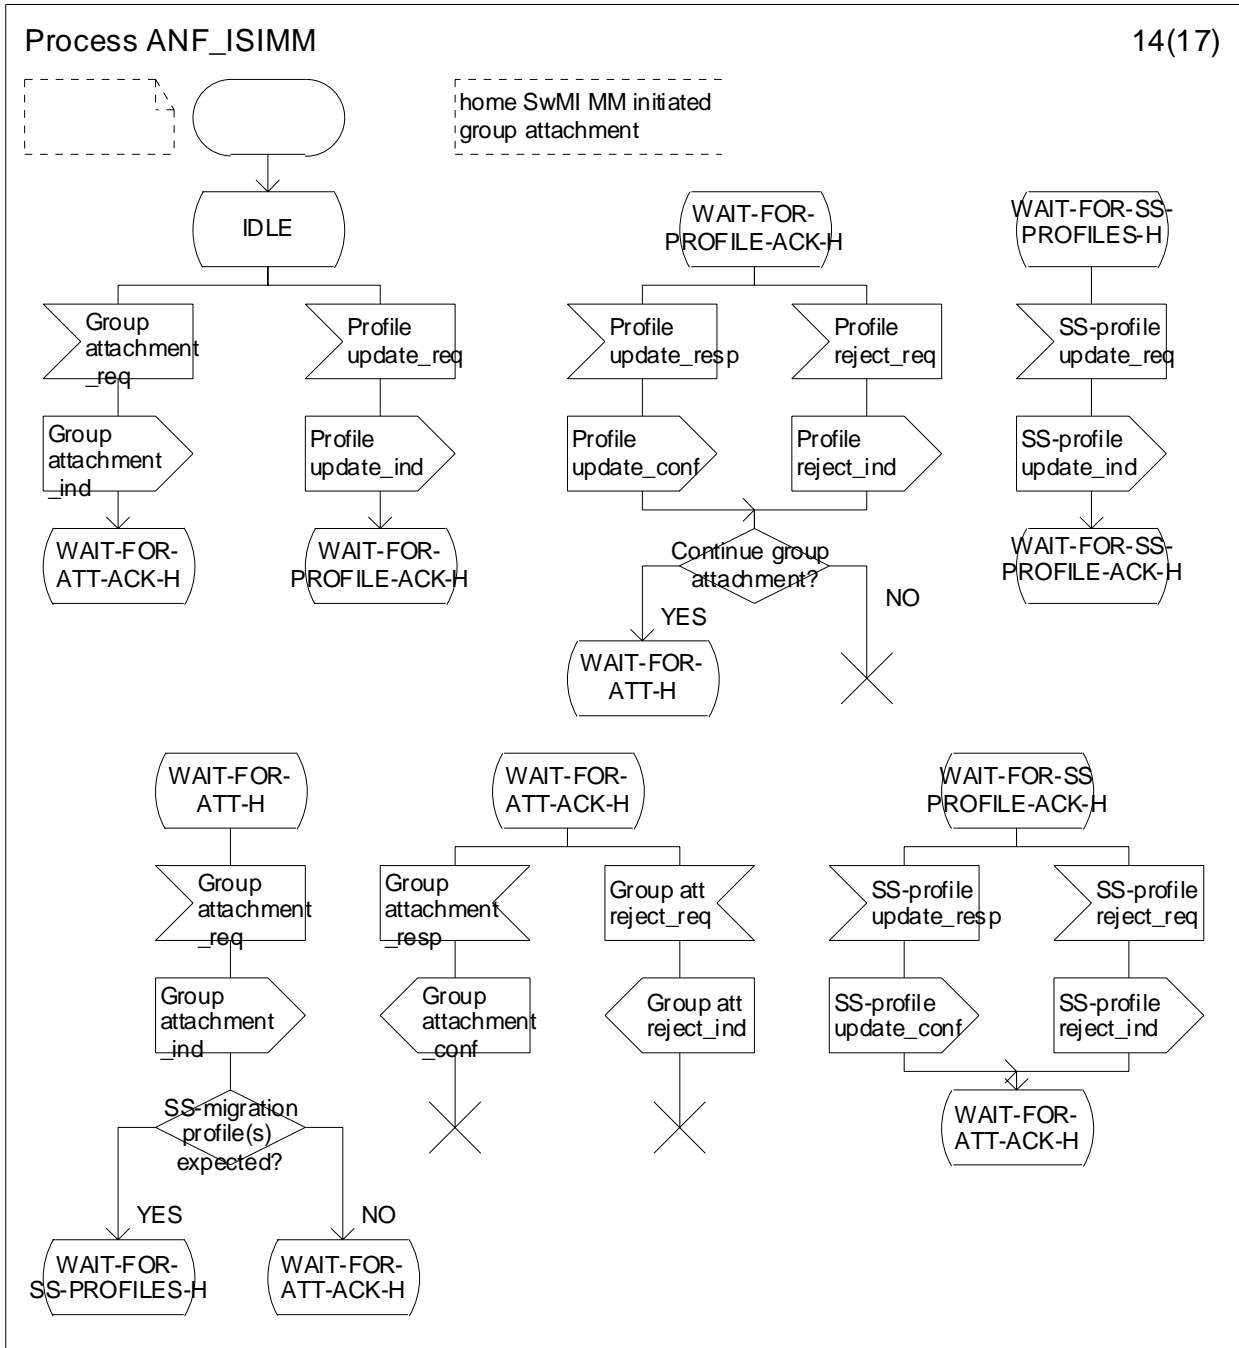 Process ANF_ISIMM
14(17)
home SwMI MM initiated
group attachment
IDLE
WAIT-FOR-
PROFILE-ACK-H
WAIT-FOR-SS-
PROFILES-H
Group
attachment
_req
Profile
update_req
Profile
update_resp
Profile
reject_req
SS-profile
update_req
Group
attachment
_ind
Profile
update_ind
Profile
update_conf
Profile
reject_ind
SS-profile
update_ind
WAIT-FOR-
ATT-ACK-H
WAIT-FOR-
PROFILE-ACK-H
Continue group
attachment?
WAIT-FOR-SS-
PROFILE-ACK-H
YES
NO
WAIT-FOR-
ATT-H
WAIT-FOR-
ATT-H
WAIT-FOR-
ATT-ACK-H
WAIT-FOR-SS
PROFILE-ACK-H
Group
attachment
_req
Group
attachment
_resp
Group att
reject_req
SS-profile
update_resp
SS-profile
reject_req
Group
attachment
_ind
Group
attachment
_conf
Group att
reject_ind
SS-profile
update_conf
SS-profile
reject_ind
SS-migration
profile(s)
expected?
WAIT-FOR-
ATT-ACK-H
YES
NO
WAIT-FOR-
SS-PROFILES-H
WAIT-FOR-
ATT-ACK-H